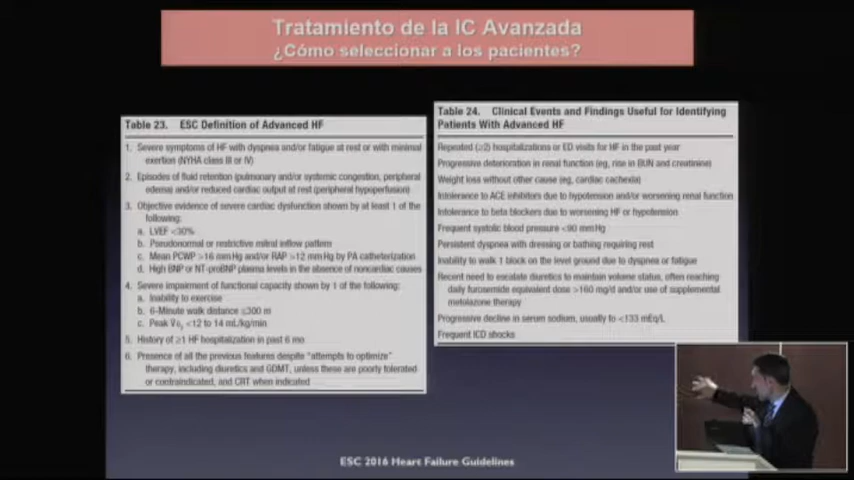 Tratamiento de la IC Avanzada
¿Cómo seleccionar a los pacientes?
Table 23. ESC Definition of Advanced HF
1. Severe symptoms of HF with dyspnea and/or fatigue at rest or with minimal
exertion (NYHA class III or IV)
2. Episodes of fluid retention (pulmonary and/or systemic congestion, peripheral
edema and/or reduced cardiac output at rest (peripheral hypoperfusion)
3. Objective evidence of severe cardiac dysfunction shown by at least 1 of the
following:
a. LVEF <30%
b. Pseudonormal or restrictive mitral inflow pattern
c. Mean PCWP >16 mm Hg and/or RAP >12 mm Hg by PA catheterization
d. High BNP or NT-proBNP plasma levels in the absence of noncardiac causes
4. Severe impairment of functional capacity shown by 1 of the following:
a. Inability to exercise
b. 6-Minute walk distance ≤300 m
c. Peak V̇o₂ <12 to 14 mL/kg/min
5. History of ≥1 HF hospitalization in past 6 mo
6. Presence of all the previous features despite "attempts to optimize"
therapy, including diuretics and GDMT, unless these are poorly tolerated
or contraindicated, and CRT when indicated
Table 24. Clinical Events and Findings Useful for Identifying
Patients With Advanced HF
Repeated (≥2) hospitalizations or ED visits for HF in the past year
Progressive deterioration in renal function (eg, rise in BUN and creatinine)
Weight loss without other cause (eg, cardiac cachexia)
Intolerance to ACE inhibitors due to hypotension and/or worsening renal function
Intolerance to beta blockers due to worsening HF or hypotension
Frequent systolic blood pressure <90 mm Hg
Persistent dyspnea with dressing or bathing requiring rest
Inability to walk 1 block on the level ground due to dyspnea or fatigue
Recent need to escalate diuretics to maintain volume status, often reaching
daily furosemide equivalent dose >160 mg/d and/or use of supplemental
metolazone therapy
Progressive decline in serum sodium, usually to <133 mEq/L
Frequent ICD shocks
ESC 2016 Heart Failure Guidelines